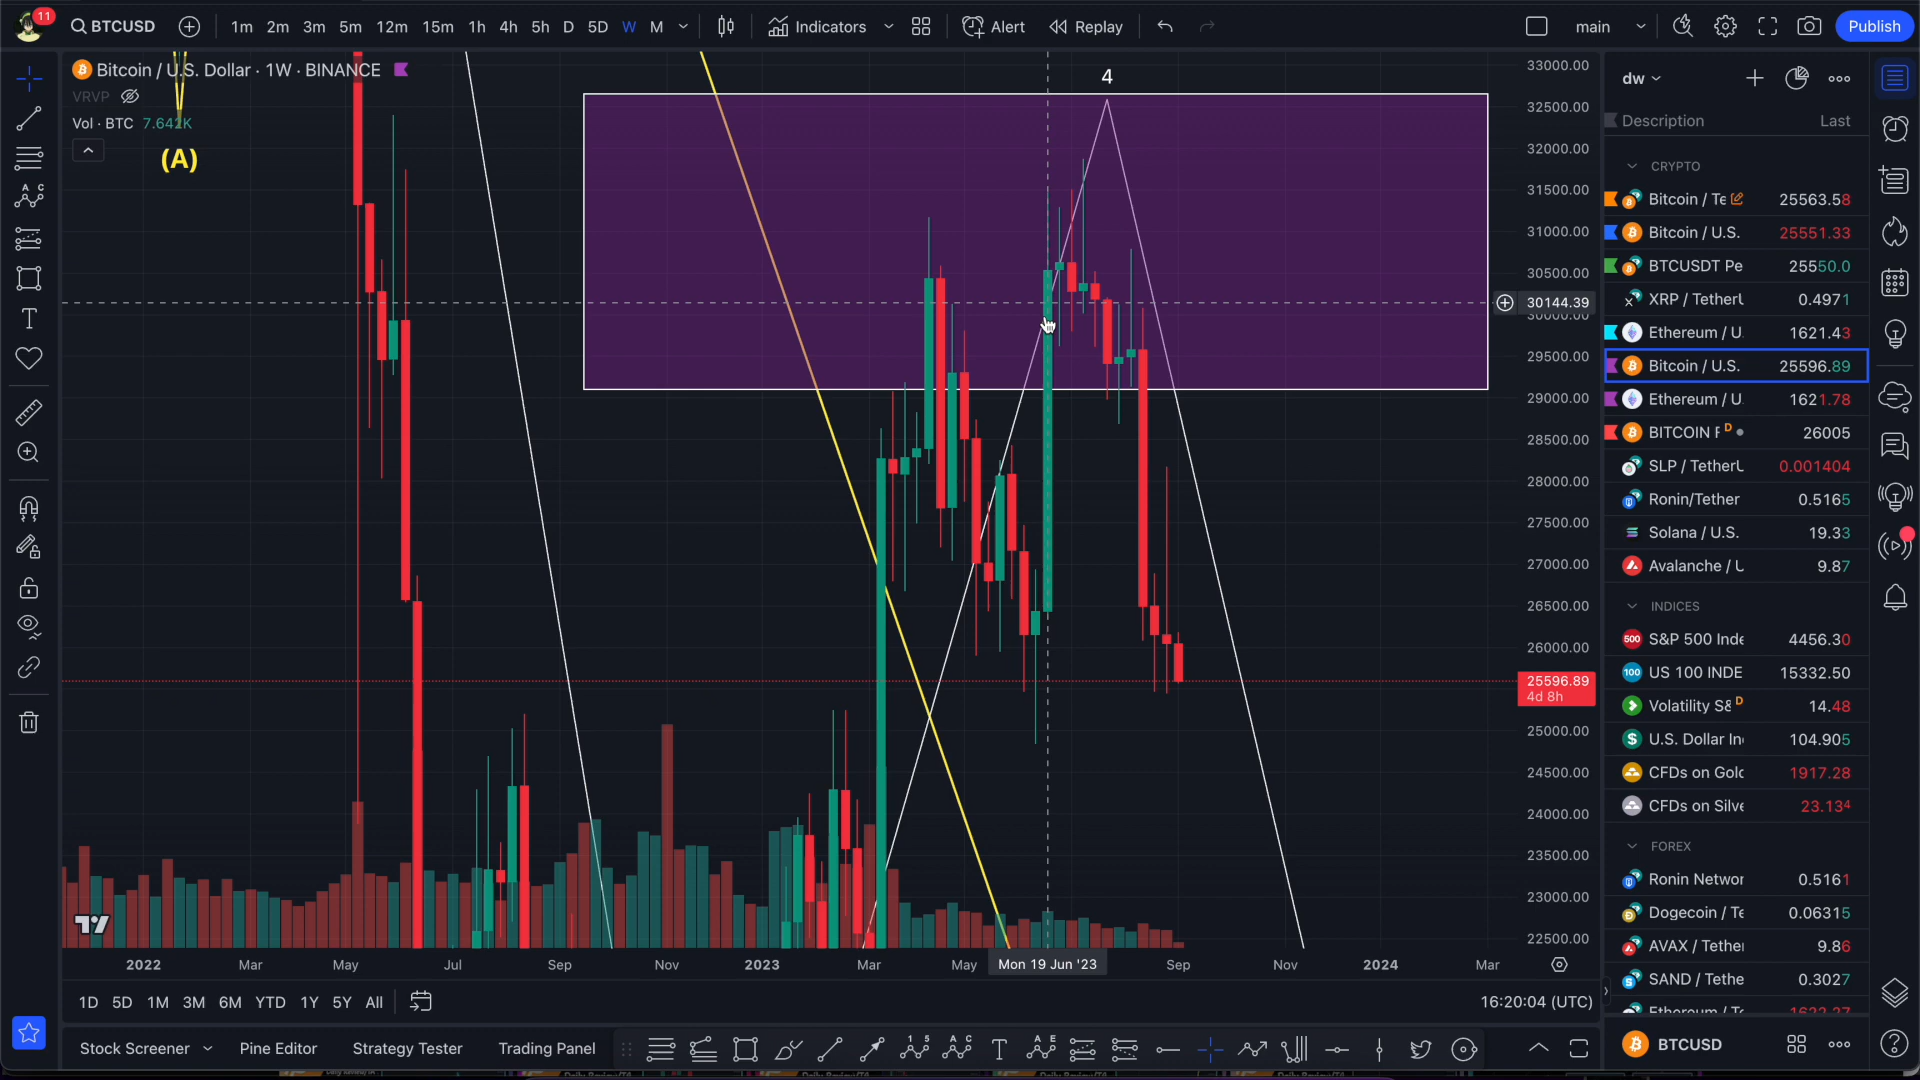 11
BTCUSD
1m 2m 3m 5m 12m 15m 1h 4h 5h D 5D W M
Indicators
Alert
Replay
main
Publish
Bitcoin / U.S. Dollar · 1W · BINANCE
VRVP
Vol · BTC 7.642K
(A)
4
33000.00
32500.00
32000.00
31500.00
31000.00
30500.00
30144.39
30000.00
29500.00
29000.00
28500.00
28000.00
27500.00
27000.00
26500.00
26000.00
25596.89
4d 8h
25000.00
24500.00
24000.00
23500.00
23000.00
22500.00
2022 Mar May Jul Sep Nov 2023 Mar May Mon 19 Jun '23 Sep Nov 2024 Mar
1D 5D 1M 3M 6M YTD 1Y 5Y All
16:20:04 (UTC)
Stock Screener Pine Editor Strategy Tester Trading Panel
dw
Description Last
CRYPTO
Bitcoin / Te 25563.58
Bitcoin / U.S. 25551.33
BTCUSDT Pe 25550.0
XRP / Tether 0.4971
Ethereum / U 1621.43
Bitcoin / U.S. 25596.89
Ethereum / U 1621.78
BITCOIN F D 26005
SLP / Tether 0.001404
Ronin/Tether 0.5165
Solana / U.S. 19.33
Avalanche / U 9.87
INDICES
S&P 500 Inde 4456.30
US 100 INDE 15332.50
Volatility S& D 14.48
U.S. Dollar In 104.905
CFDs on Gold 1917.28
CFDs on Silve 23.134
FOREX
Ronin Networ 0.5161
Dogecoin / Te 0.06315
AVAX / Tether 9.86
SAND / Tethe 0.3027
BTCUSD